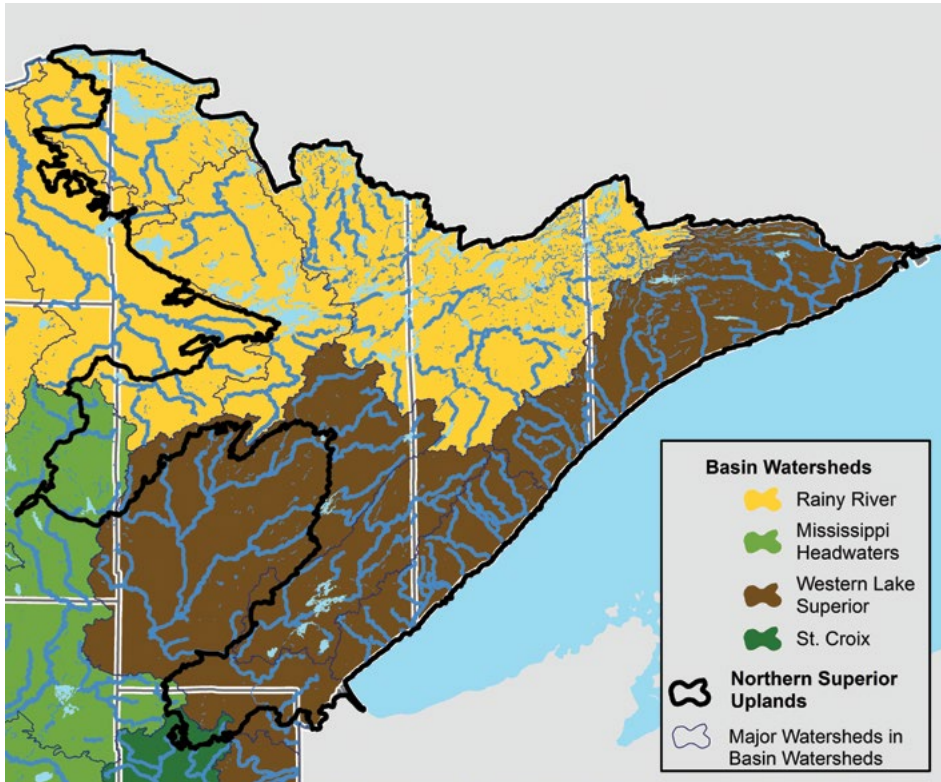 Basin Watersheds
Rainy River
Mississippi
Headwaters
Western Lake
Superior
St. Croix
Northern Superior
Uplands
Major Watersheds in
Basin Watersheds